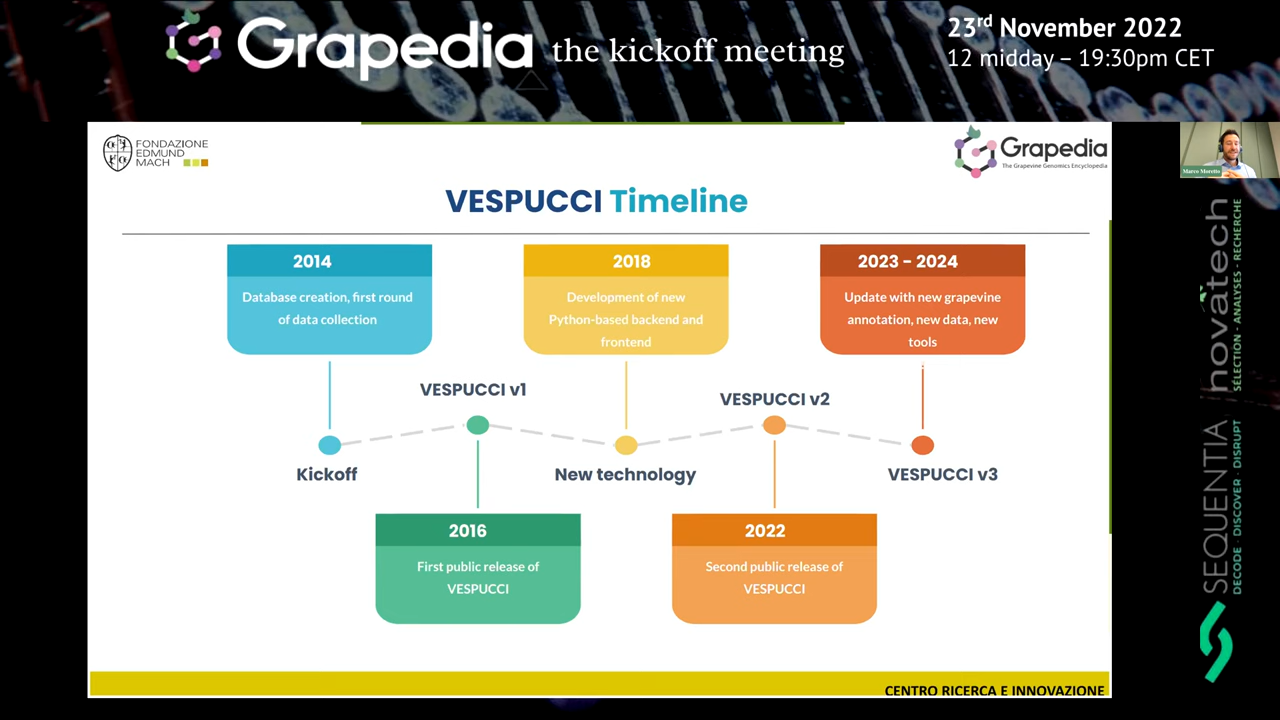 Grapedia the kickoff meeting
23rd November 2022
12 midday – 19:30pm CET
FONDAZIONE
EDMUND
MACH
Grapedia
The Grapevine Genomics Encyclopedia
Marco Moretto
VESPUCCI Timeline
2014
Database creation, first round
of data collection
2018
Development of new
Python-based backend and
frontend
2023 – 2024
Update with new grapevine
annotation, new data, new
tools
VESPUCCI v1
VESPUCCI v2
Kickoff
New technology
VESPUCCI v3
2016
First public release of
VESPUCCI
2022
Second public release of
VESPUCCI
CENTRO RICERCA E INNOVAZIONE
novatech
SÉLECTION - ANALYSES - RECHERCHE
SEQUENTIA
DECODE · DISCOVER · DISRUPT